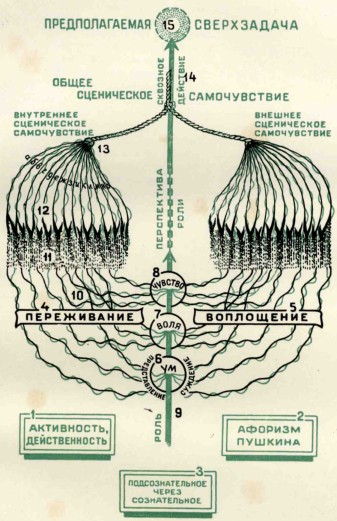 ПРЕДПОЛАГАЕМАЯ 15 СВЕРХЗАДАЧА
14
СКВОЗНОЕ ДЕЙСТВИЕ
ОБЩЕЕ
СЦЕНИЧЕСКОЕ САМОЧУВСТВИЕ
ВНУТРЕННЕЕ
СЦЕНИЧЕСКОЕ
САМОЧУВСТВИЕ
ВНЕШНЕЕ
СЦЕНИЧЕСКОЕ
САМОЧУВСТВИЕ
13
12
11
ПЕРСПЕКТИВА
РОЛИ
10
8
ЧУВСТВО
4
ПЕРЕЖИВАНИЕ
7
ВОЛЯ
5
ВОПЛОЩЕНИЕ
6
УМ
ПРЕДСТАВЛЕНИЕ
СУЖДЕНИЕ
9
РОЛЬ
1
АКТИВНОСТЬ,
ДЕЙСТВЕННОСТЬ
2
АФОРИЗМ
ПУШКИНА
3
ПОДСОЗНАТЕЛЬНОЕ
ЧЕРЕЗ
СОЗНАТЕЛЬНОЕ